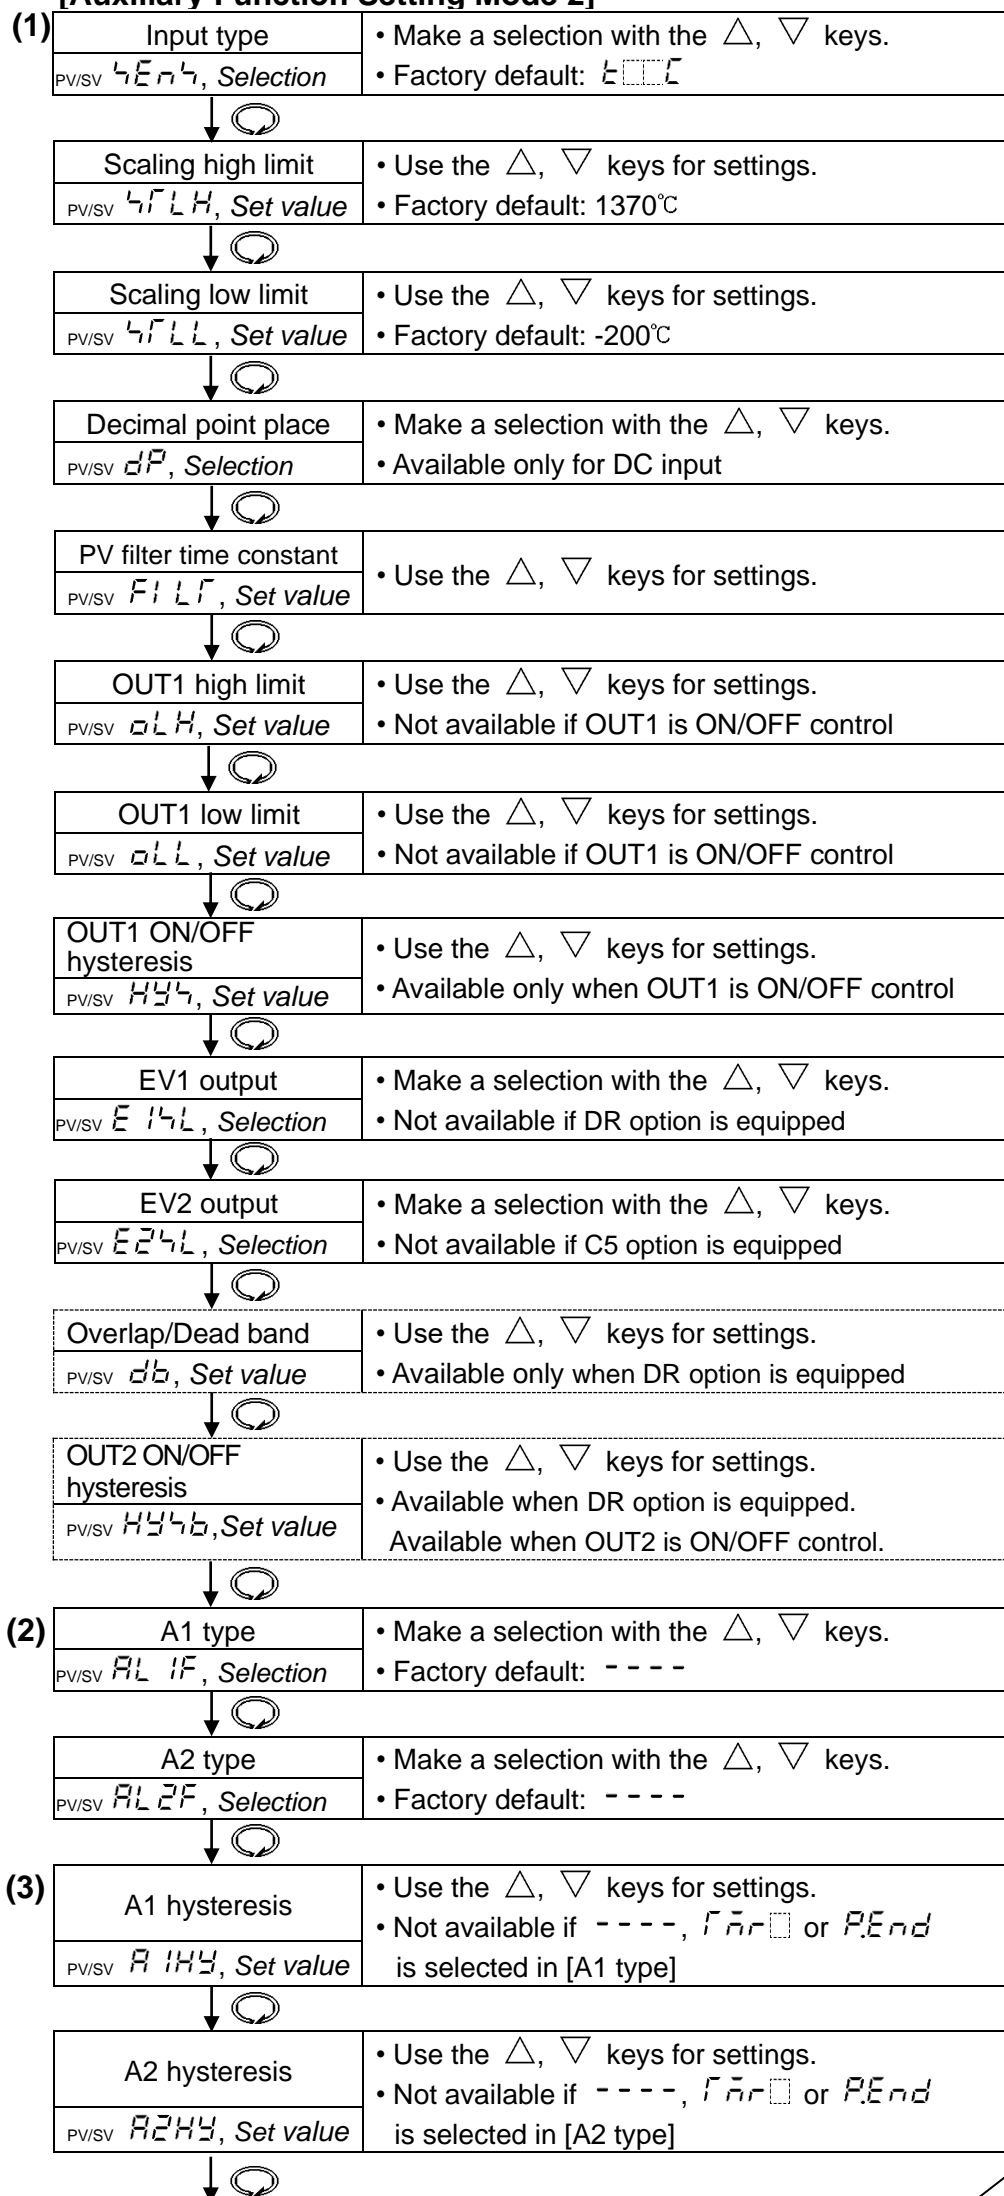 [Auxiliary Function Setting Mode 2]
(1)
Input type
• Make a selection with the △, ▽ keys.
PV/SV SEnS, Selection
• Factory default: E□□C
Scaling high limit
• Use the △, ▽ keys for settings.
PV/SV SFLH, Set value
• Factory default: 1370℃
Scaling low limit
• Use the △, ▽ keys for settings.
PV/SV SFLL, Set value
• Factory default: -200℃
Decimal point place
• Make a selection with the △, ▽ keys.
PV/SV dP, Selection
• Available only for DC input
PV filter time constant
• Use the △, ▽ keys for settings.
PV/SV FILT, Set value
OUT1 high limit
• Use the △, ▽ keys for settings.
PV/SV oLH, Set value
• Not available if OUT1 is ON/OFF control
OUT1 low limit
• Use the △, ▽ keys for settings.
PV/SV oLL, Set value
• Not available if OUT1 is ON/OFF control
OUT1 ON/OFF
hysteresis
• Use the △, ▽ keys for settings.
PV/SV HYS, Set value
• Available only when OUT1 is ON/OFF control
EV1 output
• Make a selection with the △, ▽ keys.
PV/SV E1SL, Selection
• Not available if DR option is equipped
EV2 output
• Make a selection with the △, ▽ keys.
PV/SV E2SL, Selection
• Not available if C5 option is equipped
Overlap/Dead band
• Use the △, ▽ keys for settings.
PV/SV db, Set value
• Available only when DR option is equipped
OUT2 ON/OFF
hysteresis
• Use the △, ▽ keys for settings.
• Available when DR option is equipped.
PV/SV HYSb, Set value
Available when OUT2 is ON/OFF control.
(2)
A1 type
• Make a selection with the △, ▽ keys.
PV/SV AL1F, Selection
• Factory default: ----
A2 type
• Make a selection with the △, ▽ keys.
PV/SV AL2F, Selection
• Factory default: ----
(3)
A1 hysteresis
• Use the △, ▽ keys for settings.
• Not available if ----, Tmr□ or P.End
PV/SV A1HY, Set value
is selected in [A1 type]
A2 hysteresis
• Use the △, ▽ keys for settings.
• Not available if ----, Tmr□ or P.End
PV/SV A2HY, Set value
is selected in [A2 type]